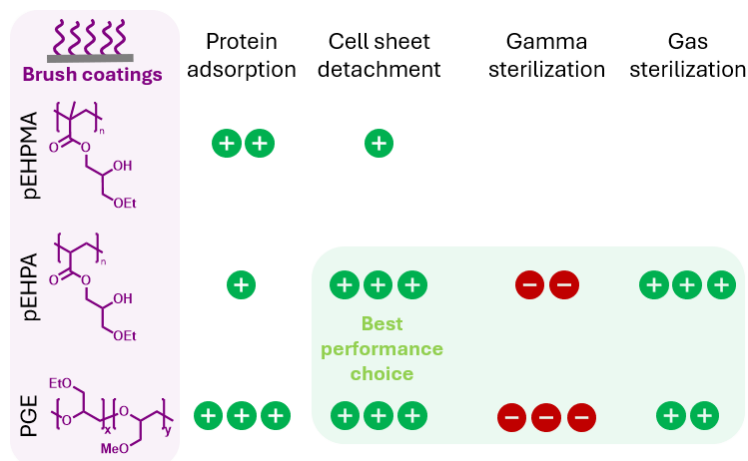 Brush coatings
Protein adsorption
Cell sheet detachment
Gamma sterilization
Gas sterilization
pEHPMA
n
O
O
OH
OEt
++
+
pEHPA
n
O
O
OH
OEt
+
+++
−−
+++
Best
performance
choice
PGE
EtO
O
x
O
y
MeO
+++
+++
−−−
++